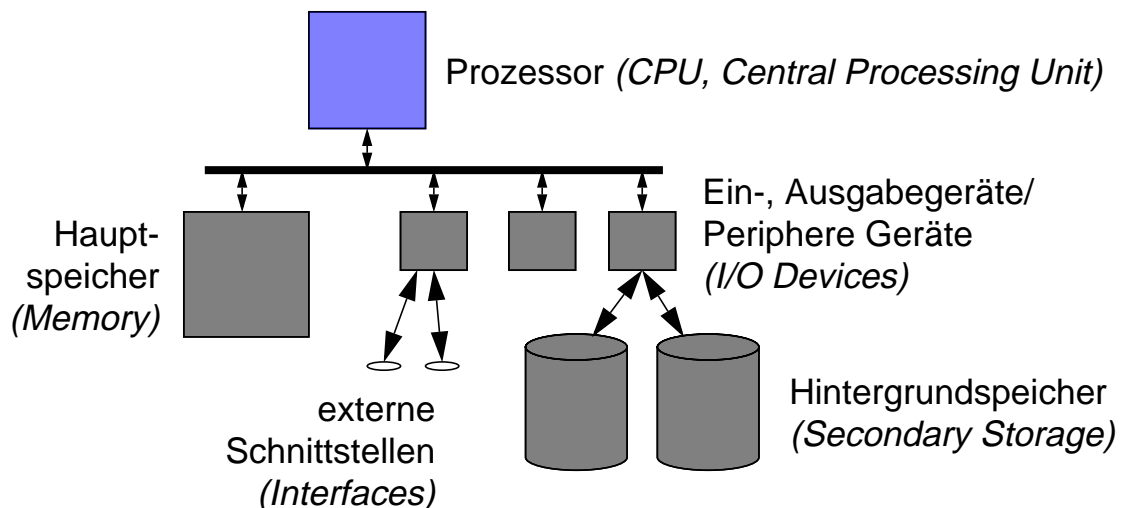 Prozessor (CPU, Central Processing Unit)
Ein-, Ausgabegeräte/
Periphere Geräte
(I/O Devices)
Haupt-
speicher
(Memory)
externe
Schnittstellen
(Interfaces)
Hintergrundspeicher
(Secondary Storage)